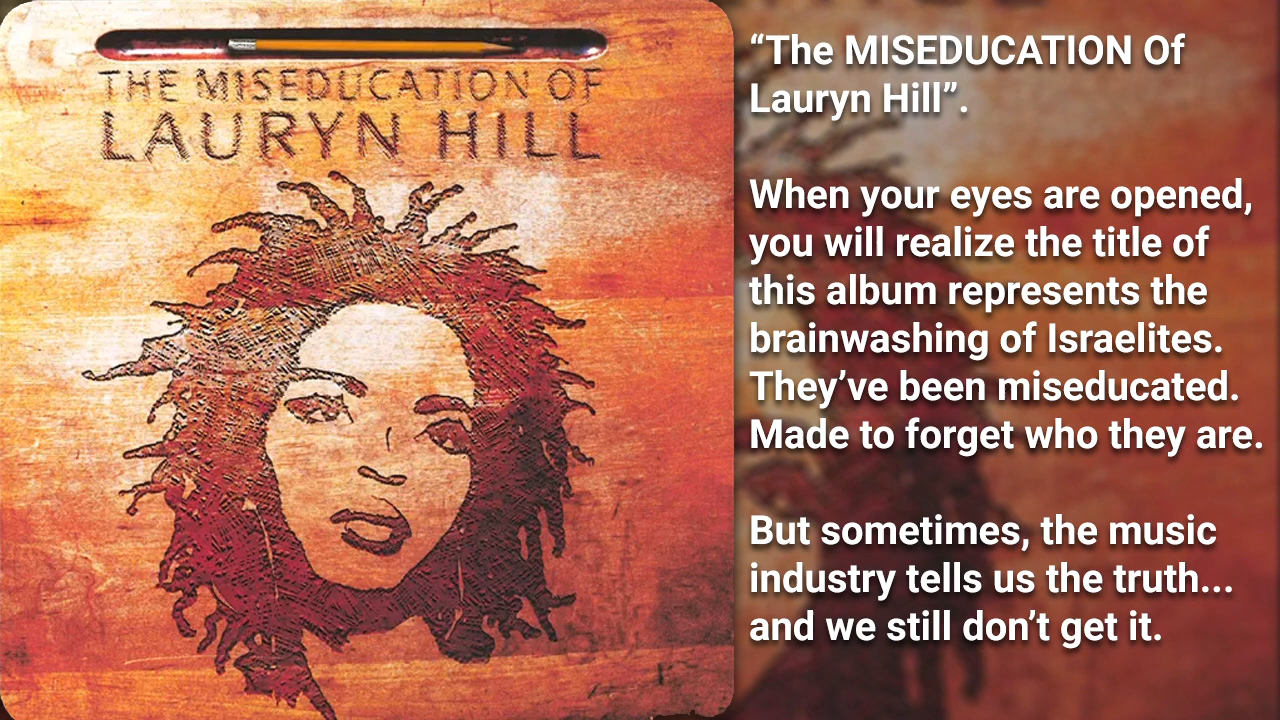 THE MISEDUCATION OF
LAURYN HILL
“The MISEDUCATION Of
Lauryn Hill”.
When your eyes are opened,
you will realize the title of
this album represents the
brainwashing of Israelites.
They’ve been miseducated.
Made to forget who they are.
But sometimes, the music
industry tells us the truth...
and we still don’t get it.